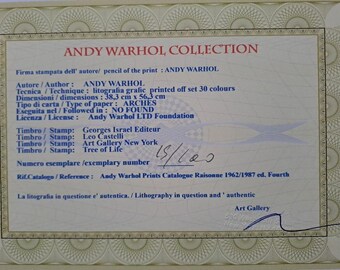 ANDY WARHOL COLLECTION
Firma stampata dell' autore/ pencil of the print : ANDY WARHOL
Autore / Author : ANDY WARHOL
Tecnica / Technique : litografia grafic printed off set 30 colours
Dimensioni / dimensions : 38,3 cm x 56,3 cm
Tipo di carta / Type of paper : ARCHES
Eseguita nel / Followed in : NO FOUND
Licenza / License : Andy Warhol LTD Foundation
Timbro / Stamp: Georges Israel Editeur
Timbro / Stamp: Leo Castelli
Timbro / Stamp: Art Gallery New York
Timbro / Stamp: Tree of Life
Numero esemplare /exemplary number
Rif.Catalogo / Reference : Andy Warhol Prints Catalogue Raisonne 1962/1987 ed. Fourth
La litografia in questione e' autentica. / Lithography in question and ' authentic
Art Gallery